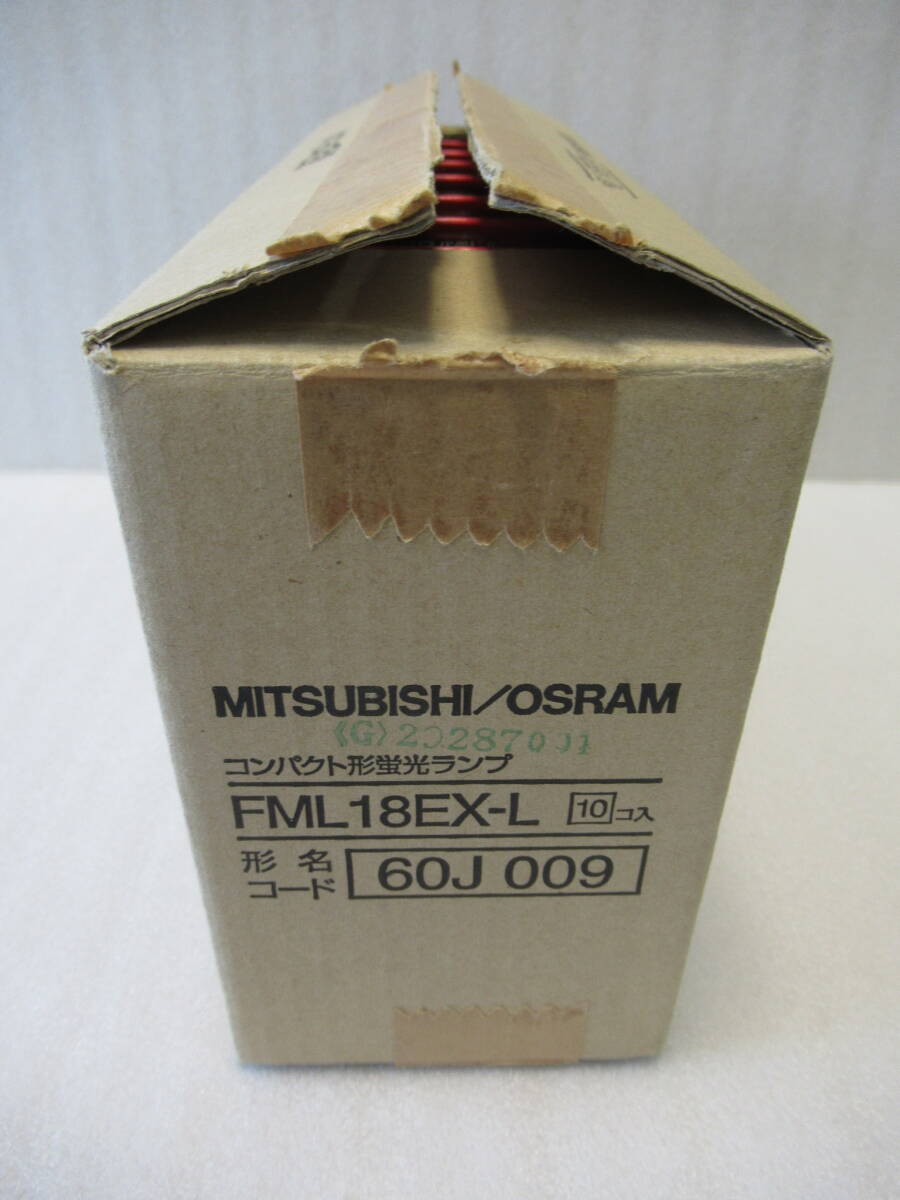 MITSUBISHI/OSRAM
コンパクト形蛍光ランプ
FML18EX-L 10コ入
形名コード 60J 009